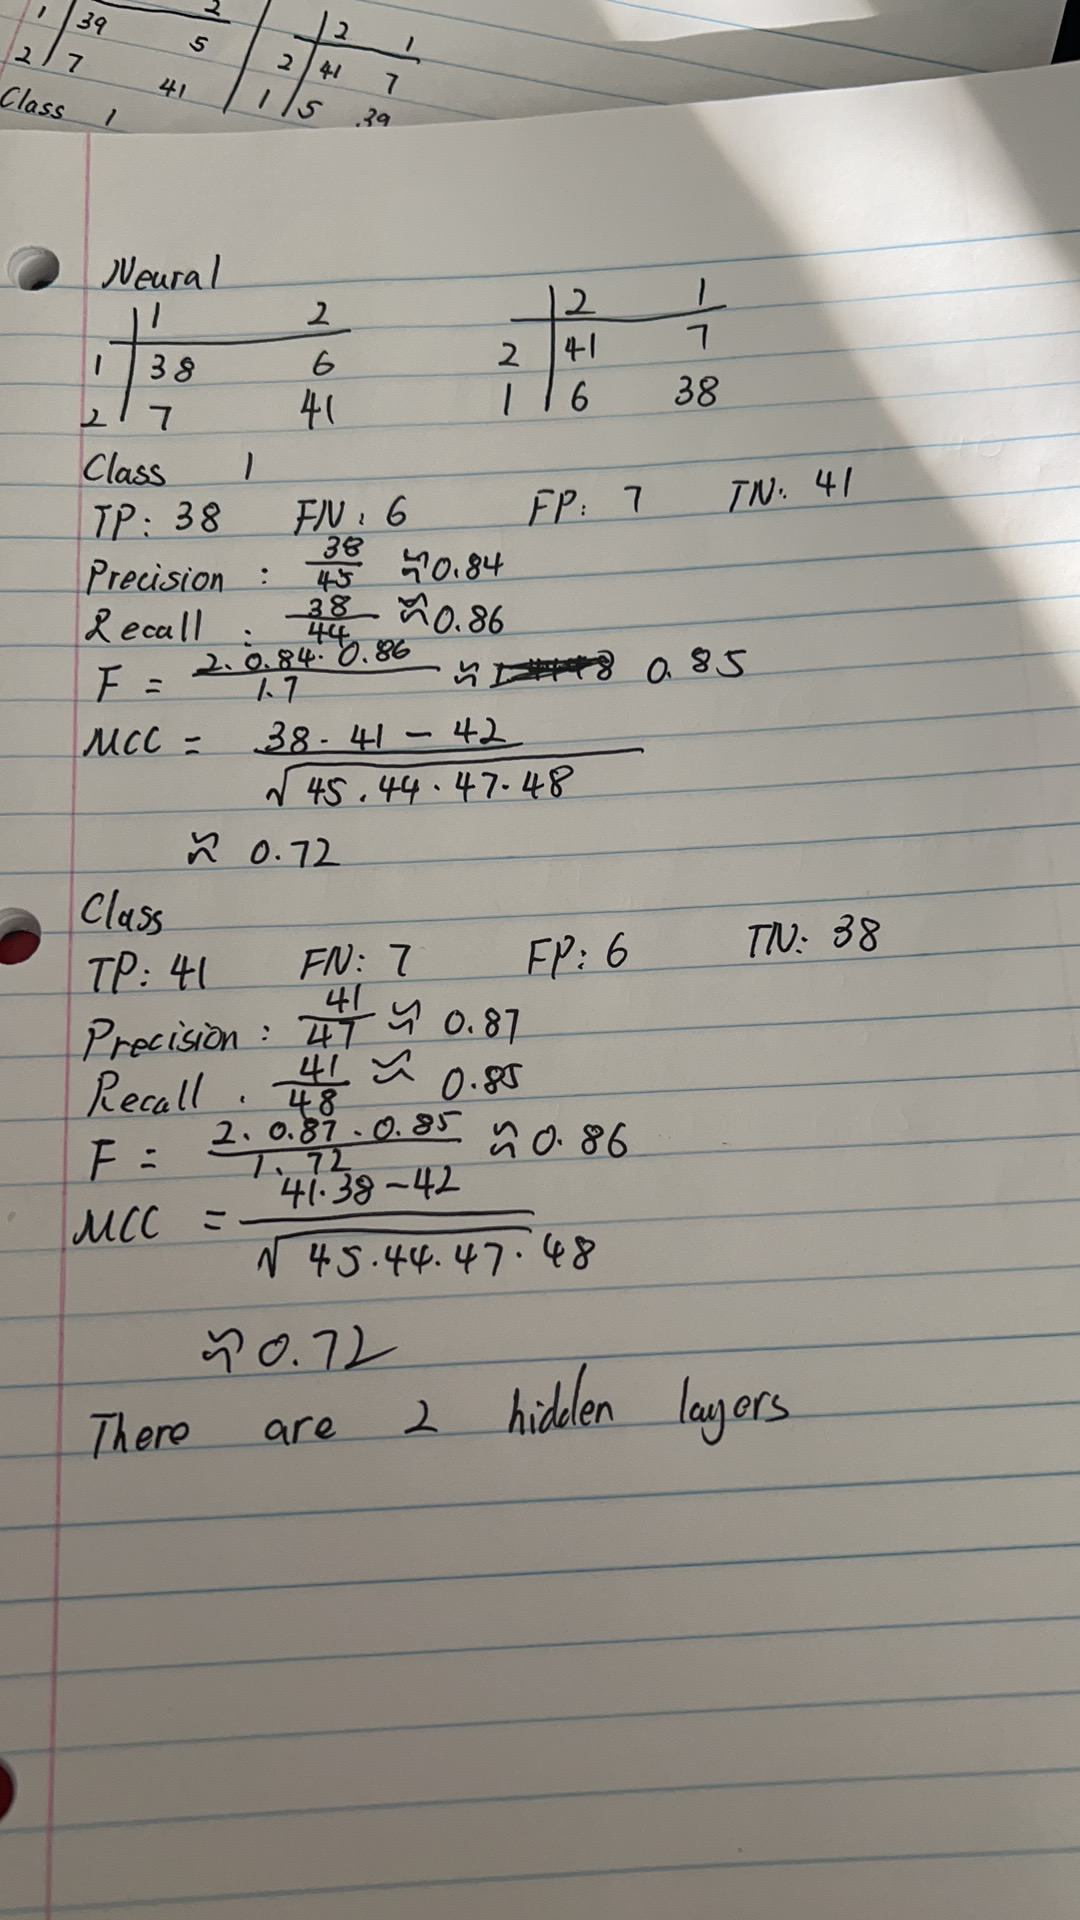 1 2
1 39 5
2 7 41
Class 1
2 1
2 41 7
1 5 39
Neural
1 2
1 38 6
2 7 41
2 1
2 41 7
1 6 38
Class 1
TP: 38 FN: 6 FP: 7 TN: 41
Precision : 38/45 ≈ 0.84
Recall : 38/44 ≈ 0.86
F = 2. 0.84. 0.86 / 1.7 ≈ 0.85
MCC = 38 · 41 - 42 / √45.44.47.48
≈ 0.72
Class
TP: 41 FN: 7 FP: 6 TN: 38
Precision : 41/47 ≈ 0.87
Recall . 41/48 ≈ 0.85
F = 2. 0.87 . 0.85 / 1.72 ≈ 0.86
MCC = 41.38-42 / √45.44.47.48
≈ 0.72
There are 2 hidden layers